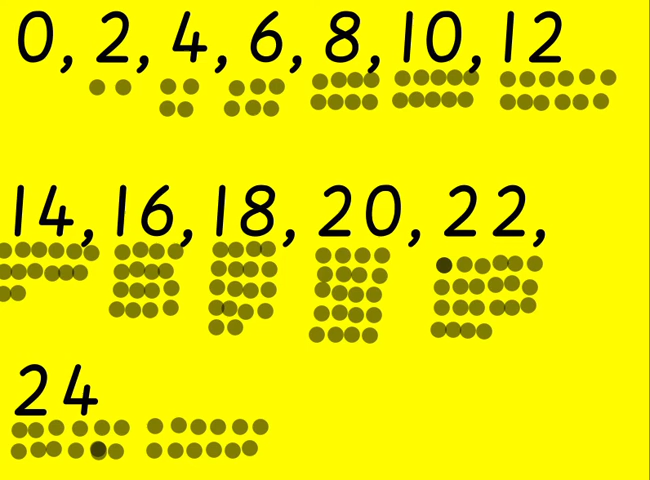 0, 2, 4, 6, 8, 10, 12
14, 16, 18, 20, 22,
24